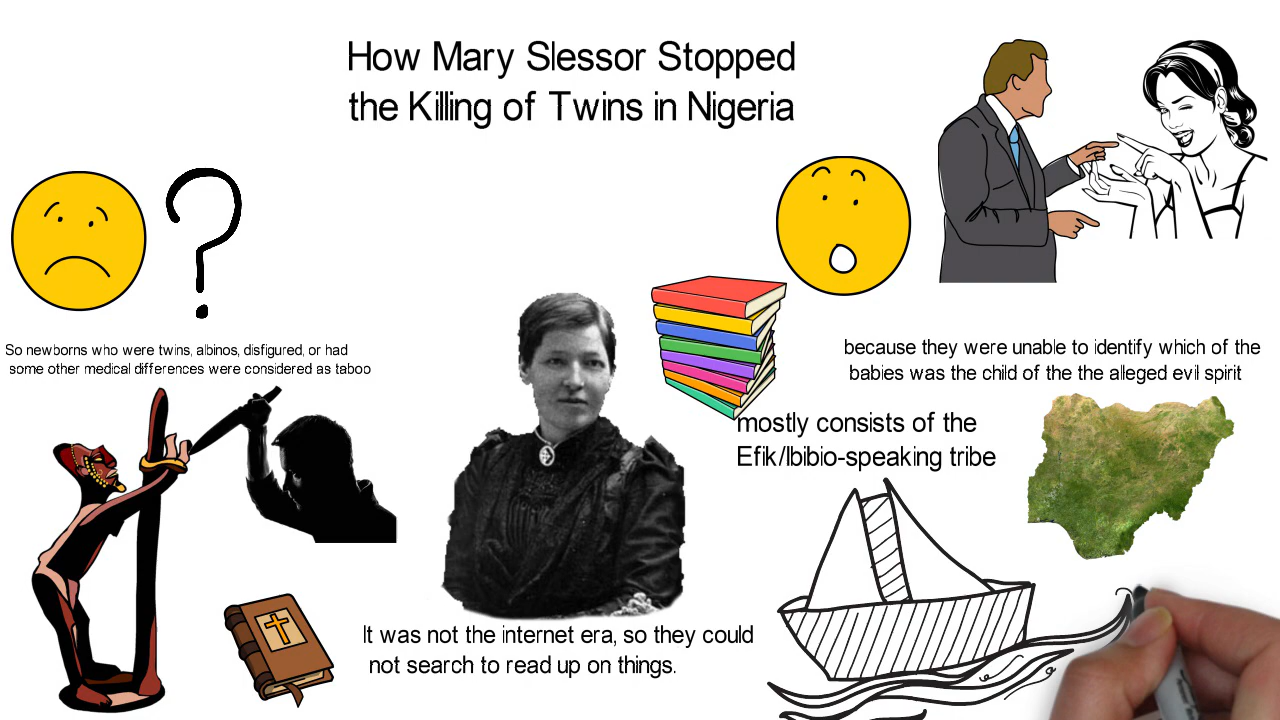 How Mary Slessor Stopped
the Killing of Twins in Nigeria
So newborns who were twins, albinos, disfigured, or had
some other medical differences were considered as taboo
because they were unable to identify which of the
babies was the child of the the alleged evil spirit
mostly consists of the
Efik/Ibibio-speaking tribe
It was not the internet era, so they could
not search to read up on things.